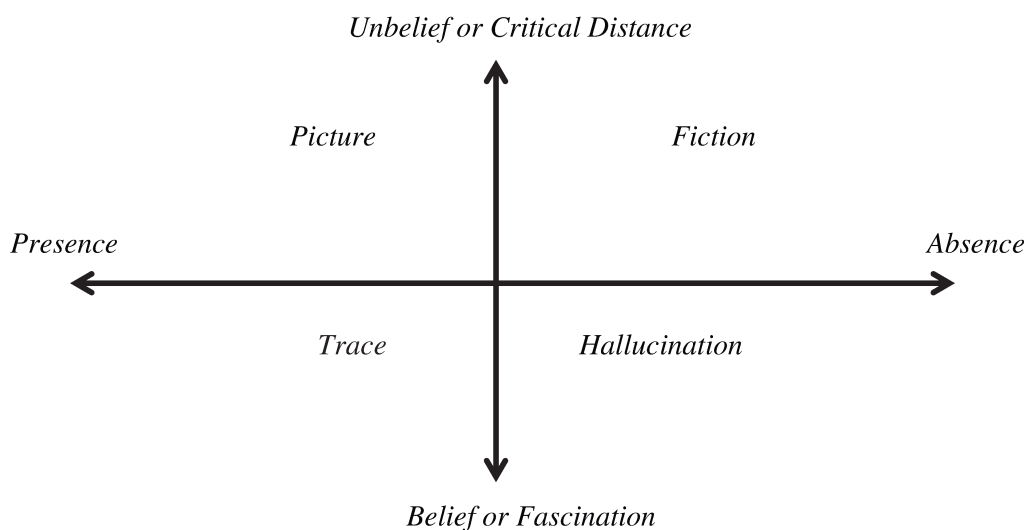 Unbelief or Critical Distance
Picture
Fiction
Presence
Absence
Trace
Hallucination
Belief or Fascination